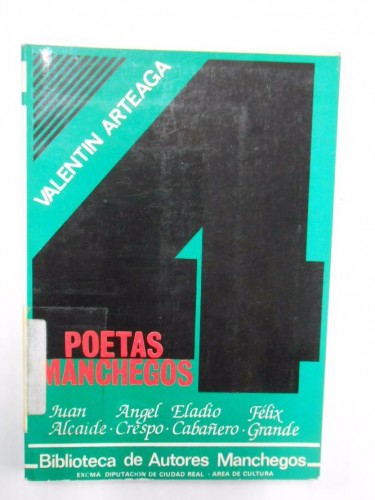 VALENTIN ARTEAGA
4
POETAS
MANCHEGOS
Juan Angel Eladio Félix
Alcaide · Crespo · Cabañero · Grande
Biblioteca de Autores Manchegos
EXCMA DIPUTACION DE CIUDAD REAL - AREA DE CULTURA